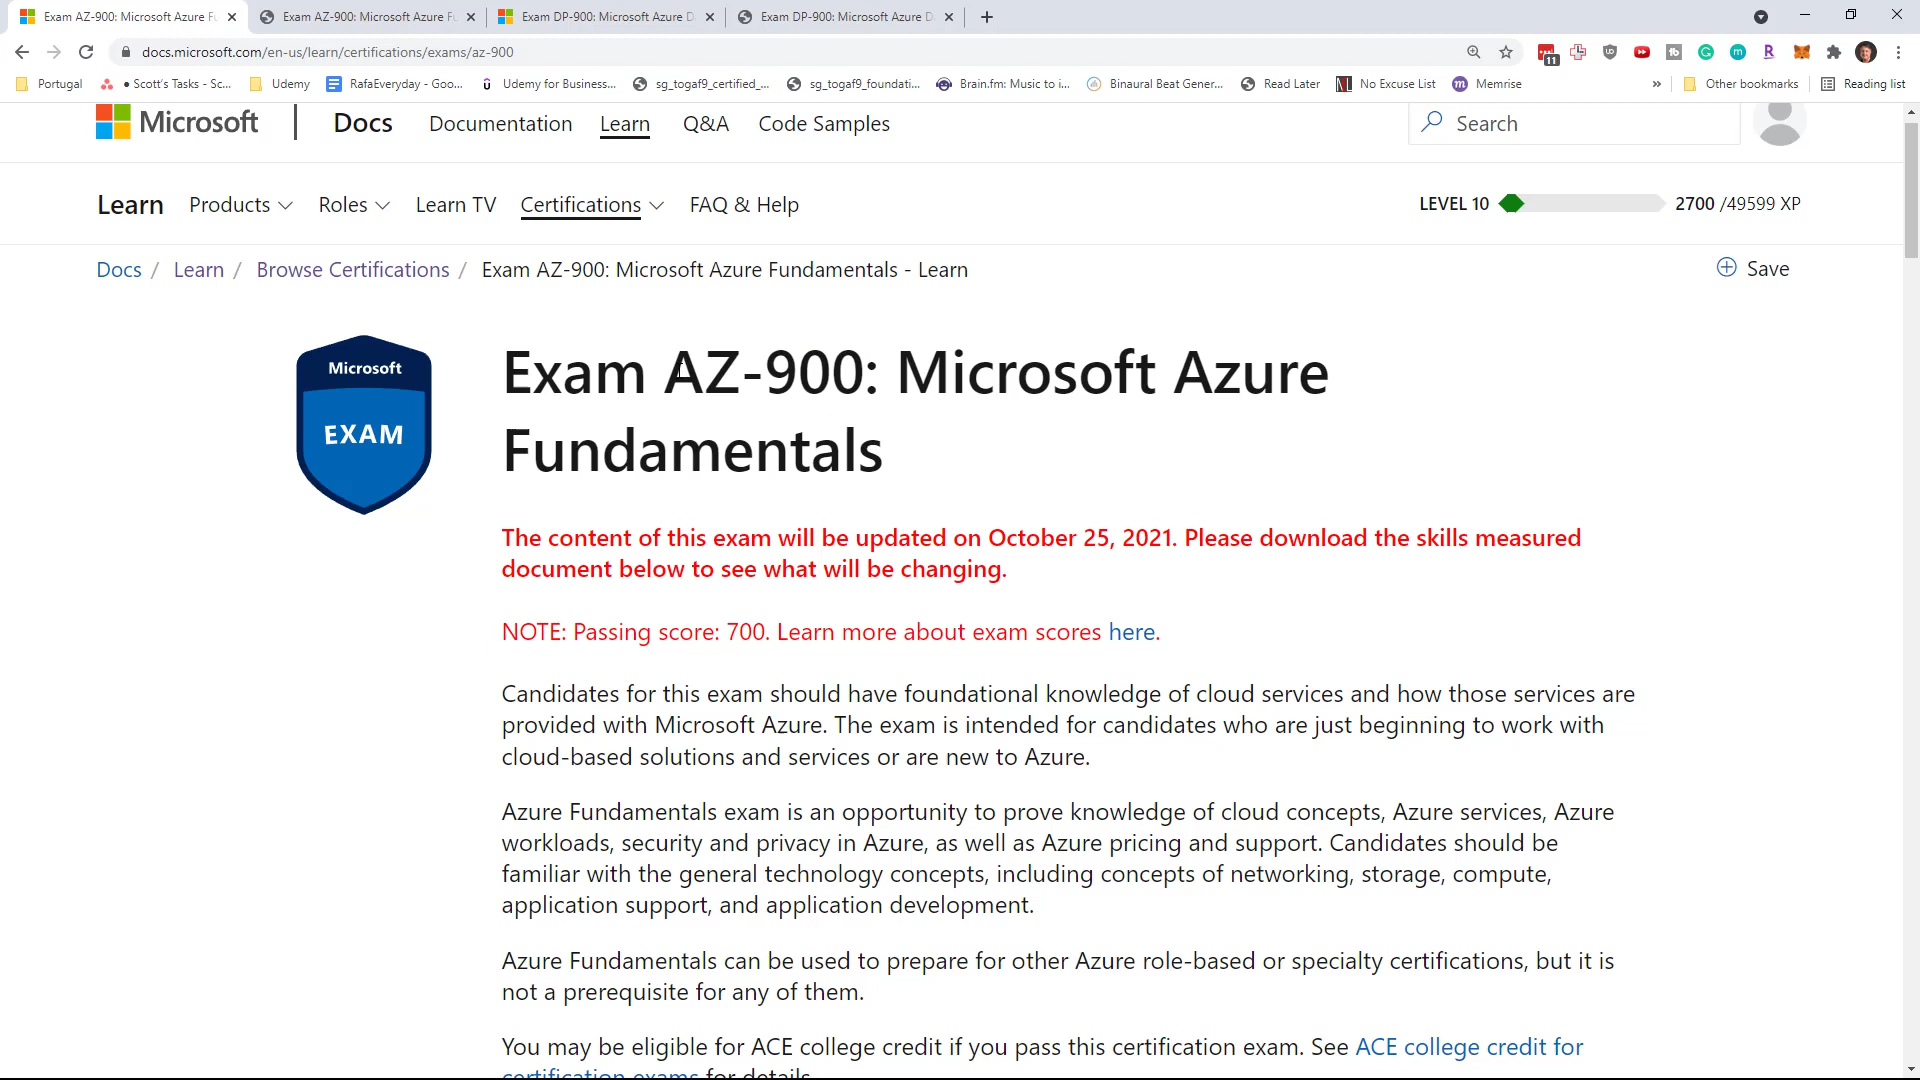 Exam AZ-900: Microsoft Azure Fu
Exam AZ-900: Microsoft Azure Fu
Exam DP-900: Microsoft Azure D
Exam DP-900: Microsoft Azure D
docs.microsoft.com/en-us/learn/certifications/exams/az-900
11
Portugal
• Scott's Tasks - Sc...
Udemy
RafaEveryday - Goo...
Udemy for Business...
sg_togaf9_certified_...
sg_togaf9_foundati...
Brain.fm: Music to i...
Binaural Beat Gener...
Read Later
No Excuse List
Memrise
»
Other bookmarks
Reading list
Microsoft
Docs
Documentation
Learn
Q&A
Code Samples
Search
Learn
Products
Roles
Learn TV
Certifications
FAQ & Help
LEVEL 10
2700 /49599 XP
Docs / Learn / Browse Certifications / Exam AZ-900: Microsoft Azure Fundamentals - Learn
Save
Microsoft
EXAM
Exam AZ-900: Microsoft Azure
Fundamentals
The content of this exam will be updated on October 25, 2021. Please download the skills measured
document below to see what will be changing.
NOTE: Passing score: 700. Learn more about exam scores here.
Candidates for this exam should have foundational knowledge of cloud services and how those services are
provided with Microsoft Azure. The exam is intended for candidates who are just beginning to work with
cloud-based solutions and services or are new to Azure.
Azure Fundamentals exam is an opportunity to prove knowledge of cloud concepts, Azure services, Azure
workloads, security and privacy in Azure, as well as Azure pricing and support. Candidates should be
familiar with the general technology concepts, including concepts of networking, storage, compute,
application support, and application development.
Azure Fundamentals can be used to prepare for other Azure role-based or specialty certifications, but it is
not a prerequisite for any of them.
You may be eligible for ACE college credit if you pass this certification exam. See ACE college credit for
certification exams for details.